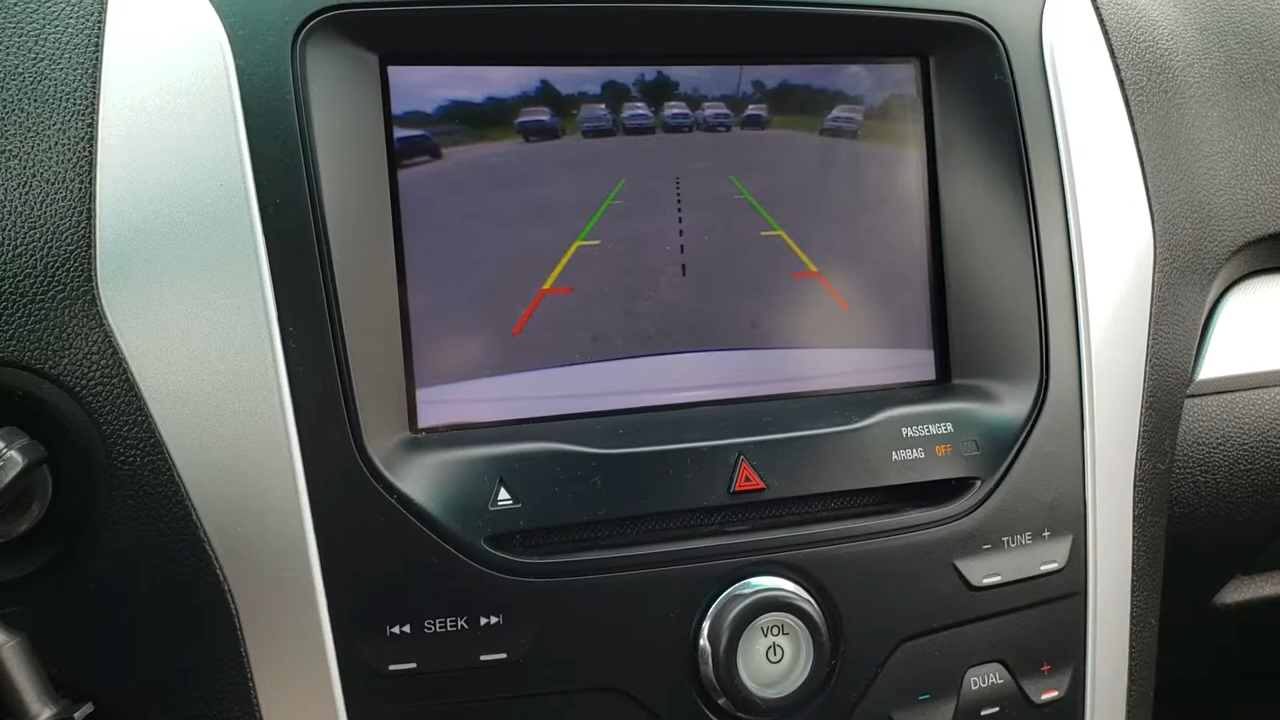 PASSENGER
AIRBAG OFF
- TUNE +
SEEK
VOL
- DUAL +